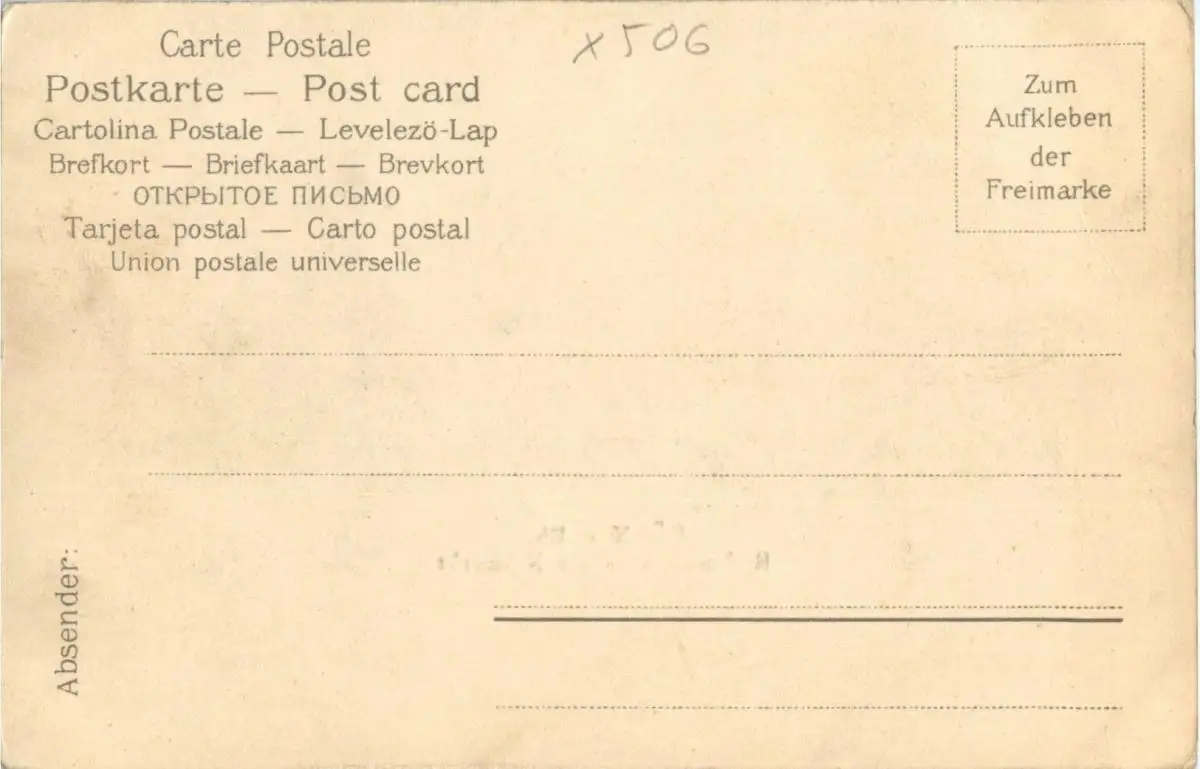 Carte Postale
Postkarte — Post card
Cartolina Postale — Levelezö-Lap
Brefkort — Briefkaart — Brevkort
ОТКРЫТОЕ ПИСЬМО
Tarjeta postal — Carto postal
Union postale universelle
x 506
Zum
Aufkleben
der
Freimarke
Absender: